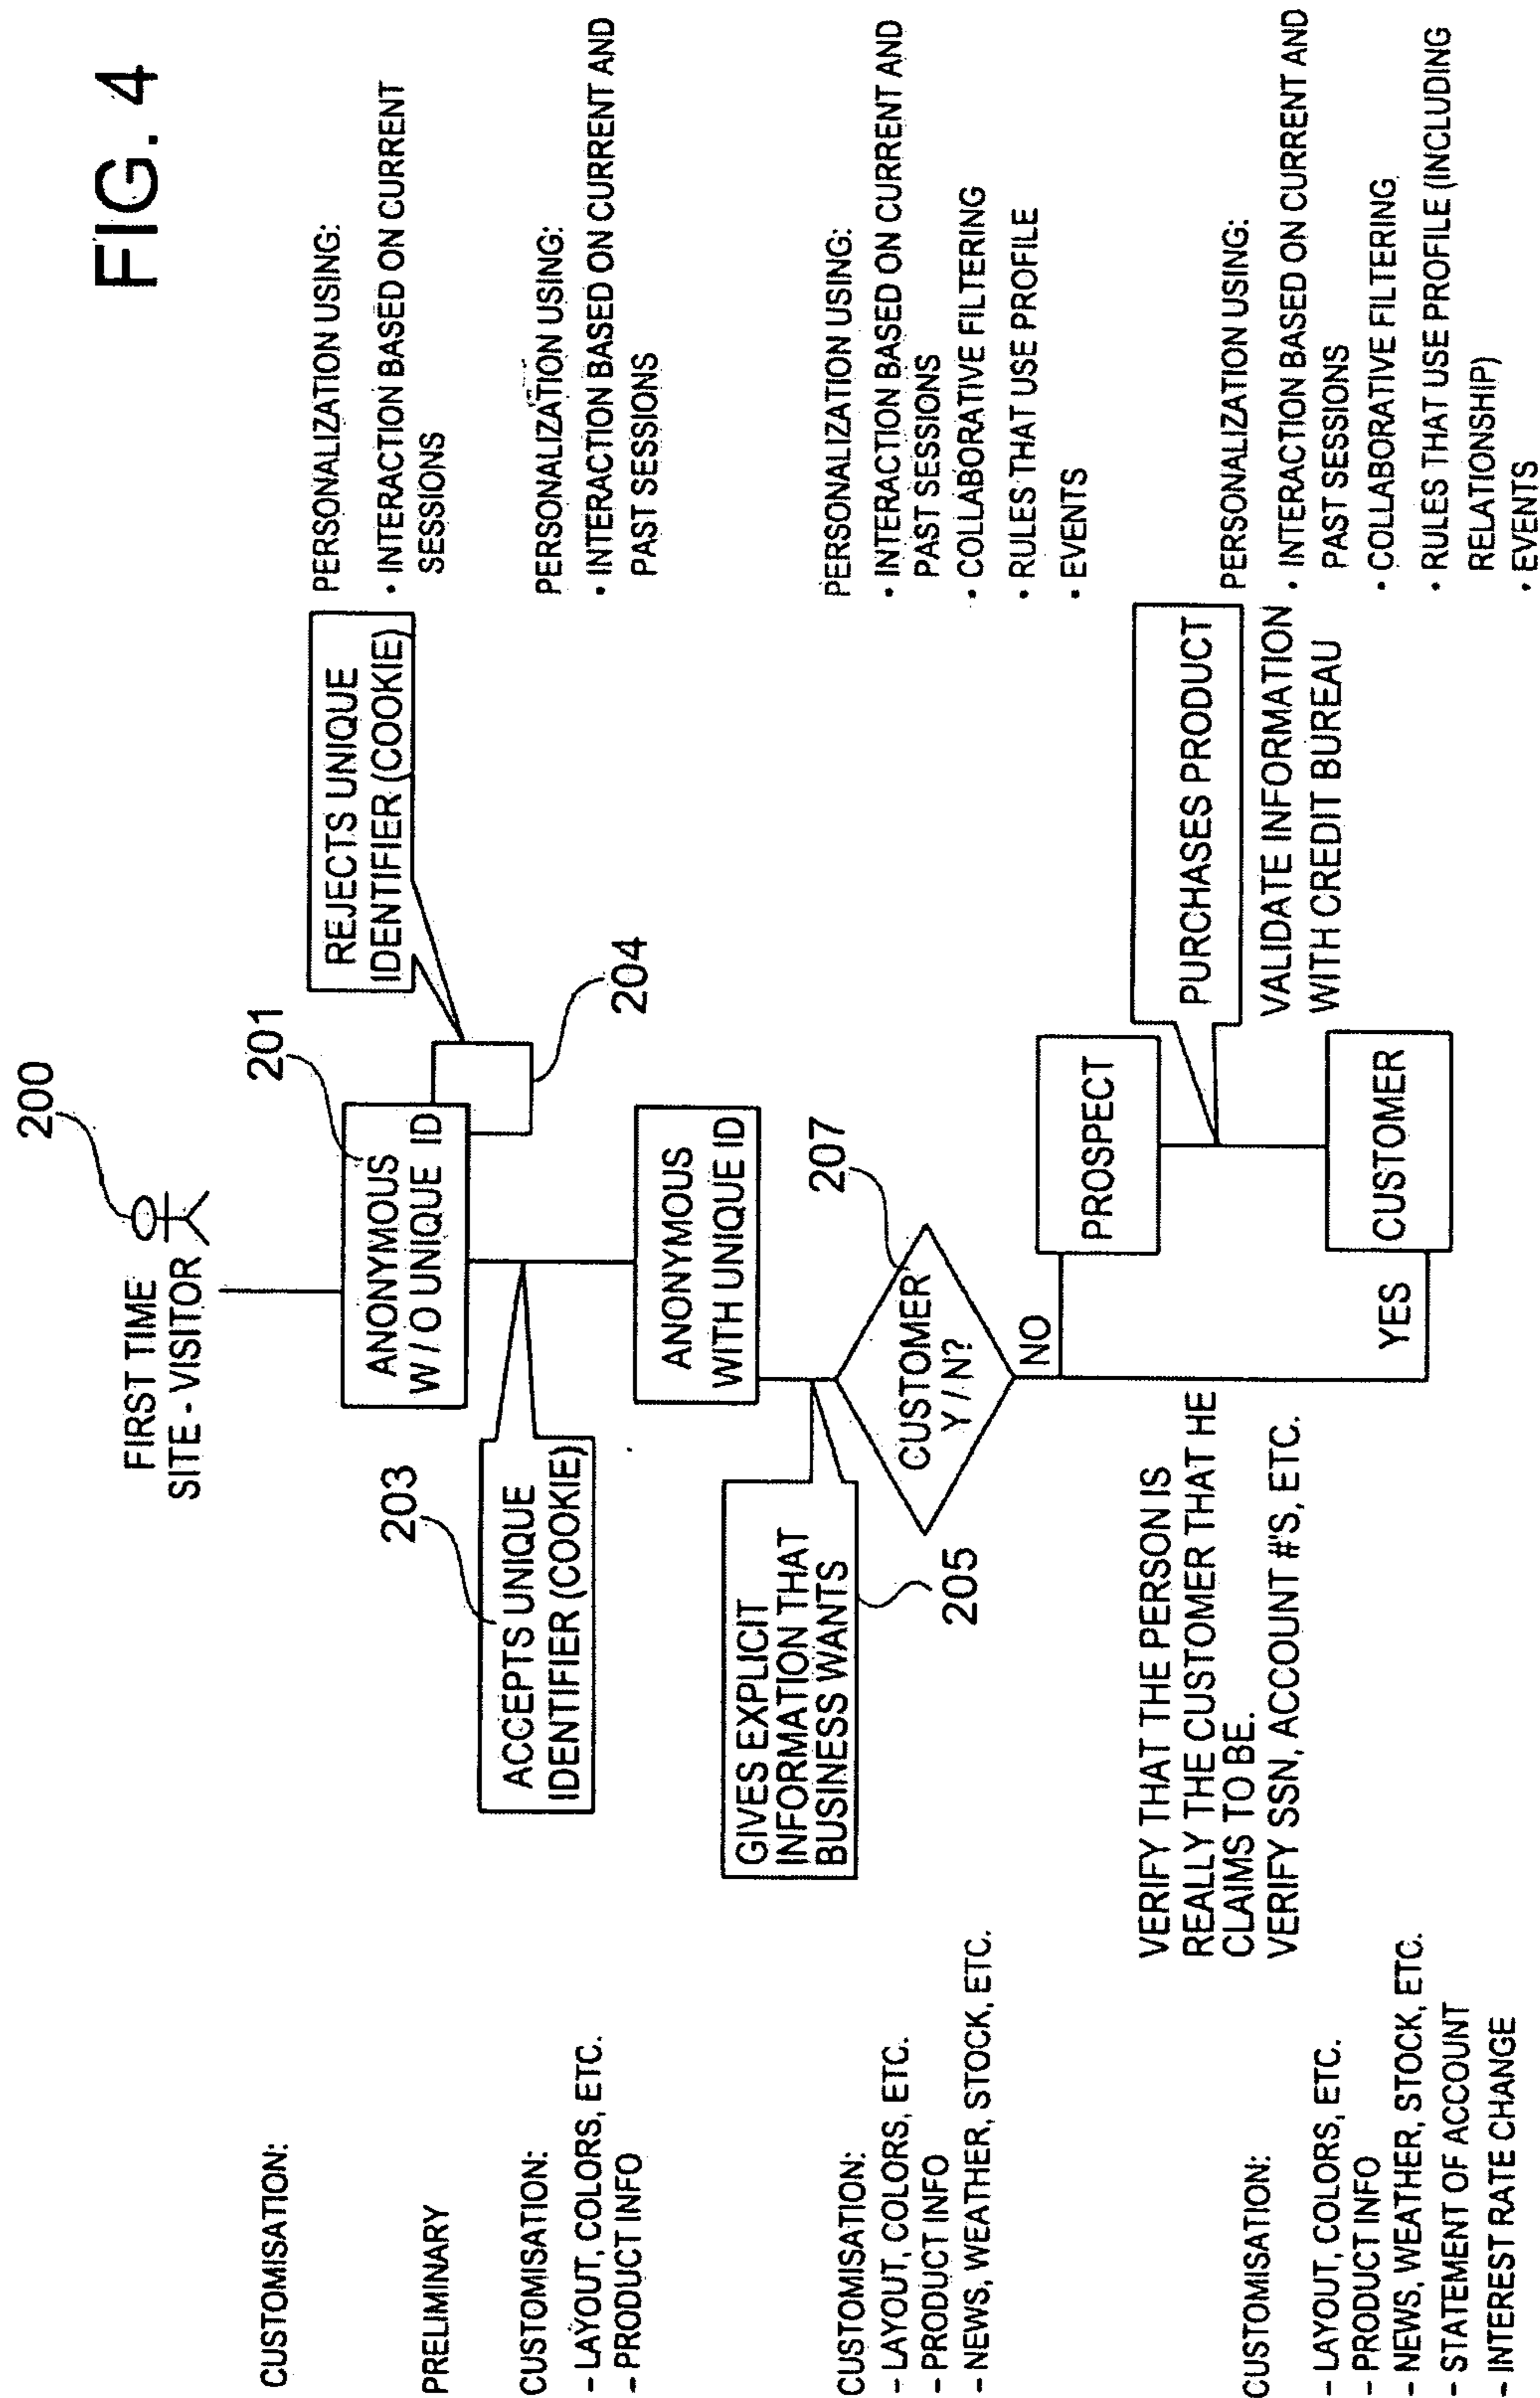 FIG. 4
200
FIRST TIME
SITE - VISITOR
CUSTOMISATION:
201
ANONYMOUS
W / O UNIQUE ID
REJECTS UNIQUE
IDENTIFIER (COOKIE)
PERSONALIZATION USING:
• INTERACTION BASED ON CURRENT
SESSIONS
204
PRELIMINARY
203
ACCEPTS UNIQUE
IDENTIFIER (COOKIE)
CUSTOMISATION:
- LAYOUT, COLORS, ETC.
- PRODUCT INFO
ANONYMOUS
WITH UNIQUE ID
PERSONALIZATION USING:
• INTERACTION BASED ON CURRENT AND
PAST SESSIONS
GIVES EXPLICIT
INFORMATION THAT
BUSINESS WANTS
205
207
CUSTOMER
Y / N?
CUSTOMISATION:
- LAYOUT, COLORS, ETC.
- PRODUCT INFO
- NEWS, WEATHER, STOCK, ETC.
PERSONALIZATION USING:
• INTERACTION BASED ON CURRENT AND
PAST SESSIONS
• COLLABORATIVE FILTERING
• RULES THAT USE PROFILE
• EVENTS
NO
PROSPECT
PURCHASES PRODUCT
VERIFY THAT THE PERSON IS
REALLY THE CUSTOMER THAT HE
CLAIMS TO BE.
VERIFY SSN, ACCOUNT #'S, ETC.
VALIDATE INFORMATION
WITH CREDIT BUREAU
YES
CUSTOMER
CUSTOMISATION:
- LAYOUT, COLORS, ETC.
- PRODUCT INFO
- NEWS, WEATHER, STOCK, ETC.
- STATEMENT OF ACCOUNT
- INTEREST RATE CHANGE
PERSONALIZATION USING:
• INTERACTION BASED ON CURRENT AND
PAST SESSIONS
• COLLABORATIVE FILTERING
• RULES THAT USE PROFILE (INCLUDING
RELATIONSHIP)
• EVENTS